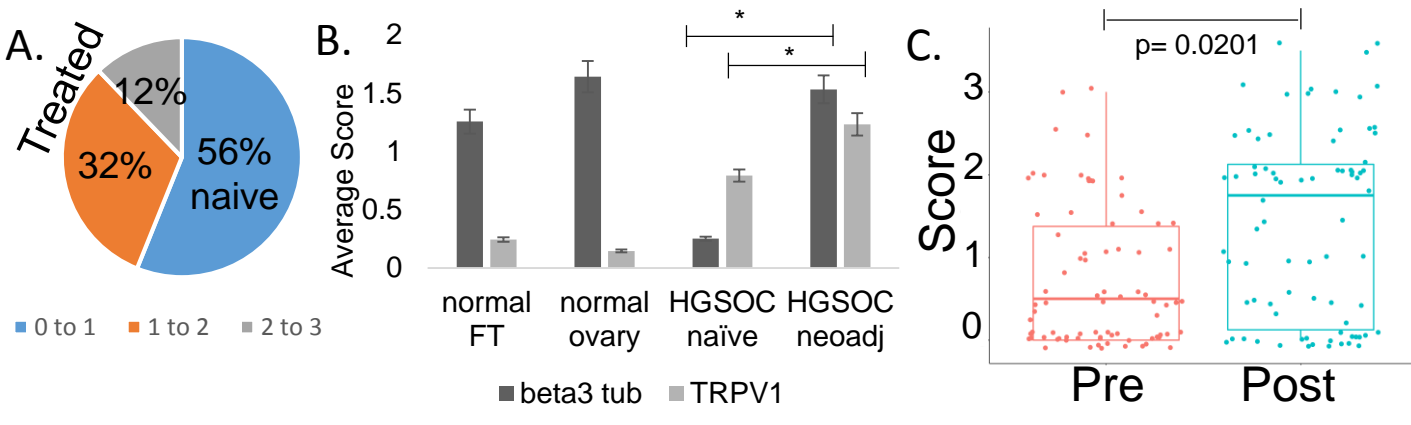 A.
Treated
12%
32%
56%
naive
0 to 1
1 to 2
2 to 3
B.
Average Score
2
1.5
1
0.5
0
*
*
normal
FT
normal
ovary
HGSOC
naïve
HGSOC
neoadj
beta3 tub
TRPV1
C.
p= 0.0201
Score
3
2
1
0
Pre
Post